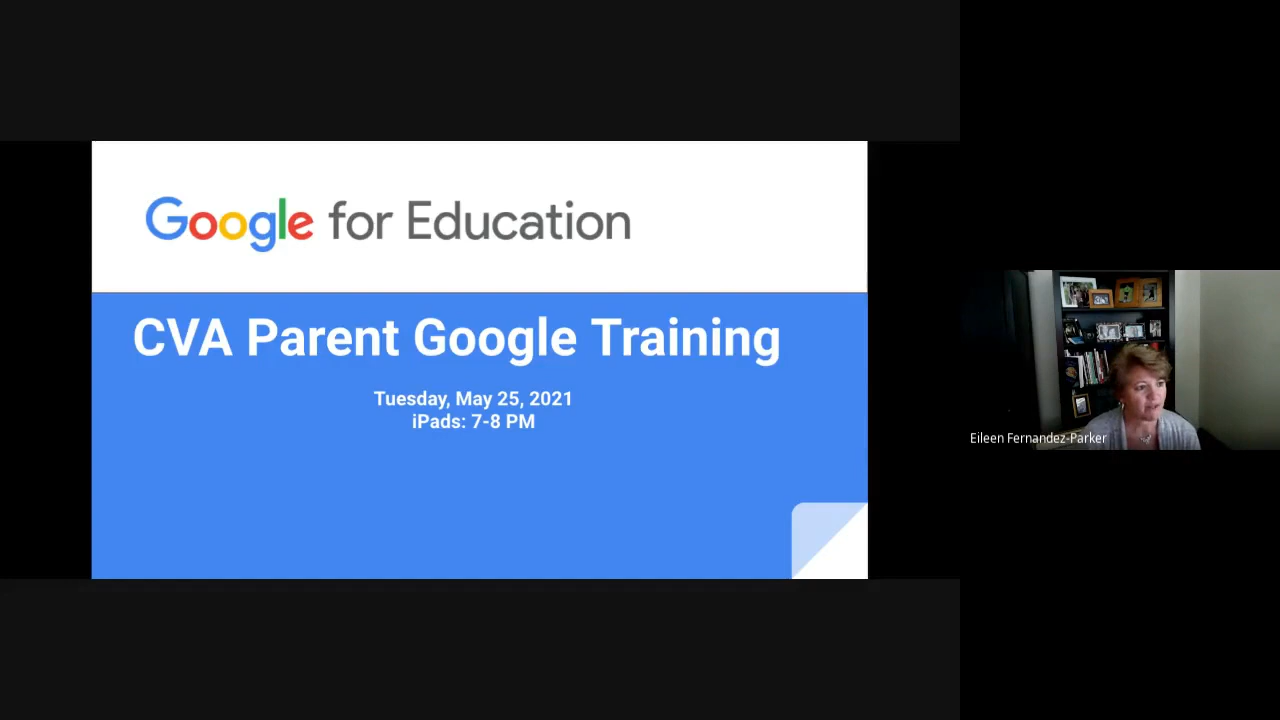 Google for Education
CVA Parent Google Training
Tuesday, May 25, 2021
iPads: 7-8 PM
Eileen Fernandez-Parker